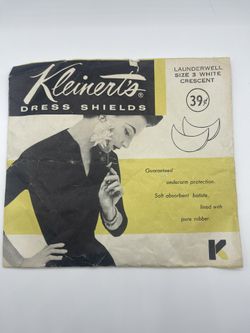 Kleinert's®
DRESS SHIELDS
LAUNDERWELL
SIZE 3 WHITE
CRESCENT
39¢
Guaranteed
underarm protection.
Soft absorbent batiste,
lined with
pure rubber.
K